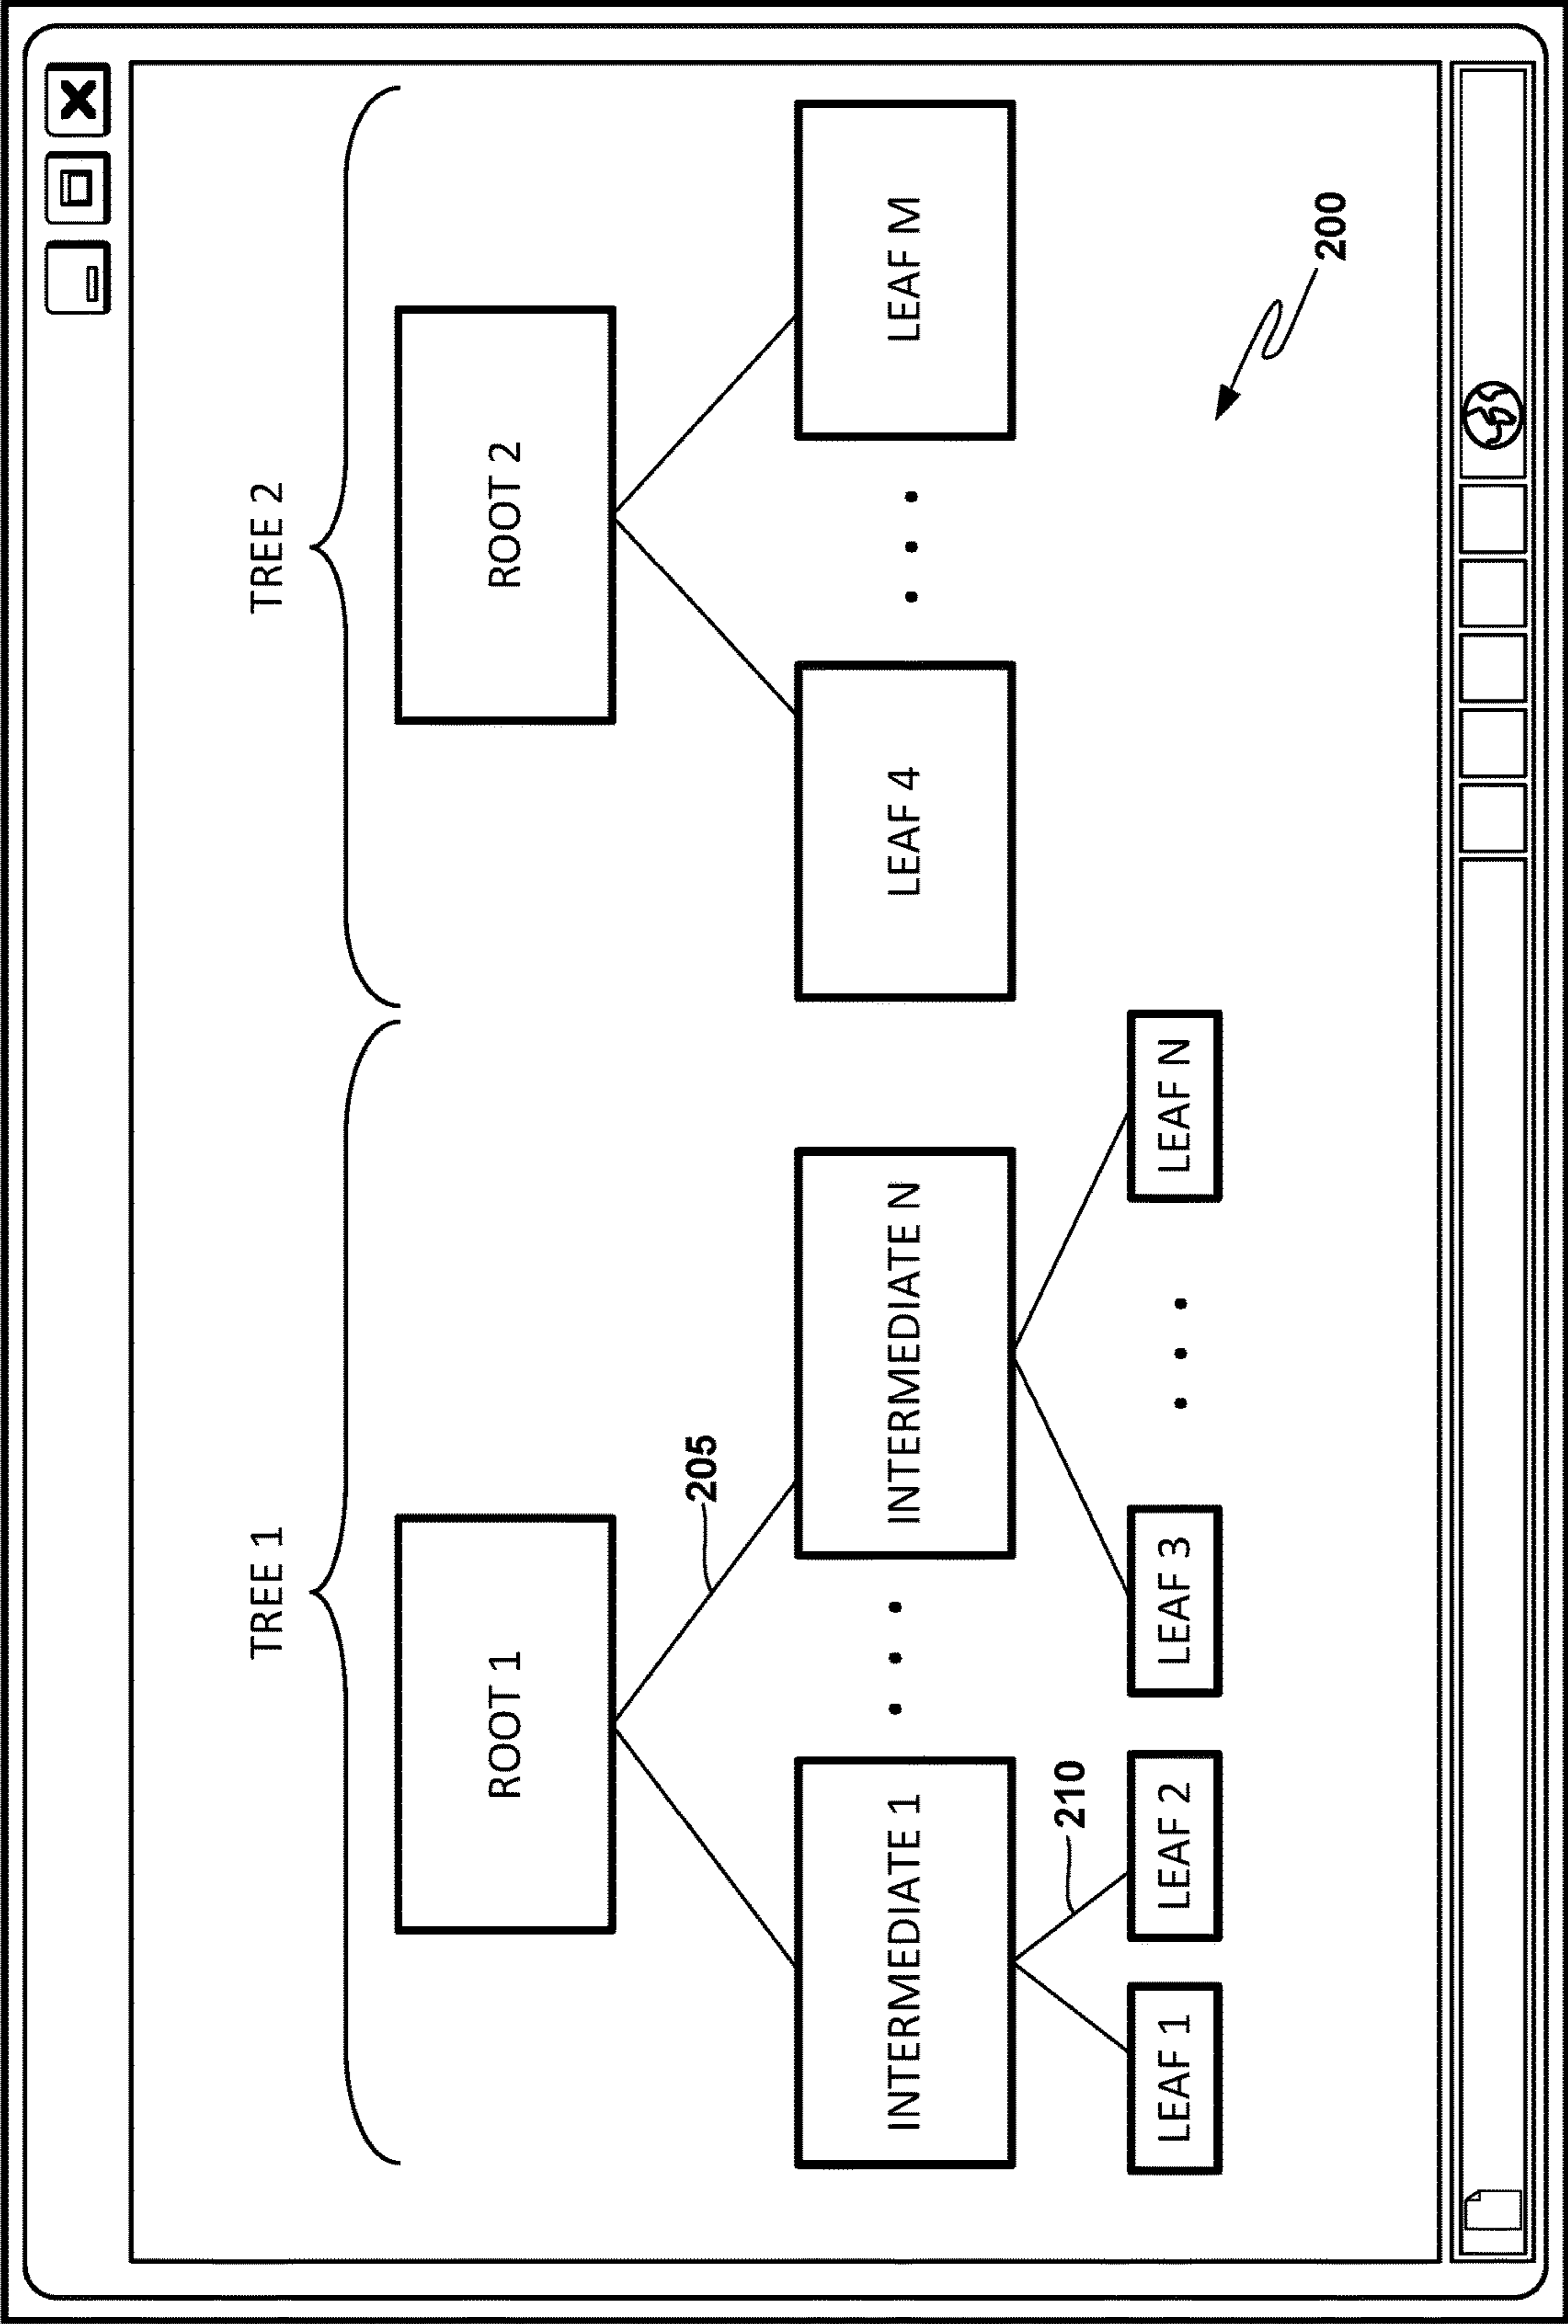 TREE 1
TREE 2
ROOT 1
ROOT 2
205
INTERMEDIATE 1
INTERMEDIATE N
LEAF 4
LEAF M
210
LEAF 1
LEAF 2
LEAF 3
LEAF N
200